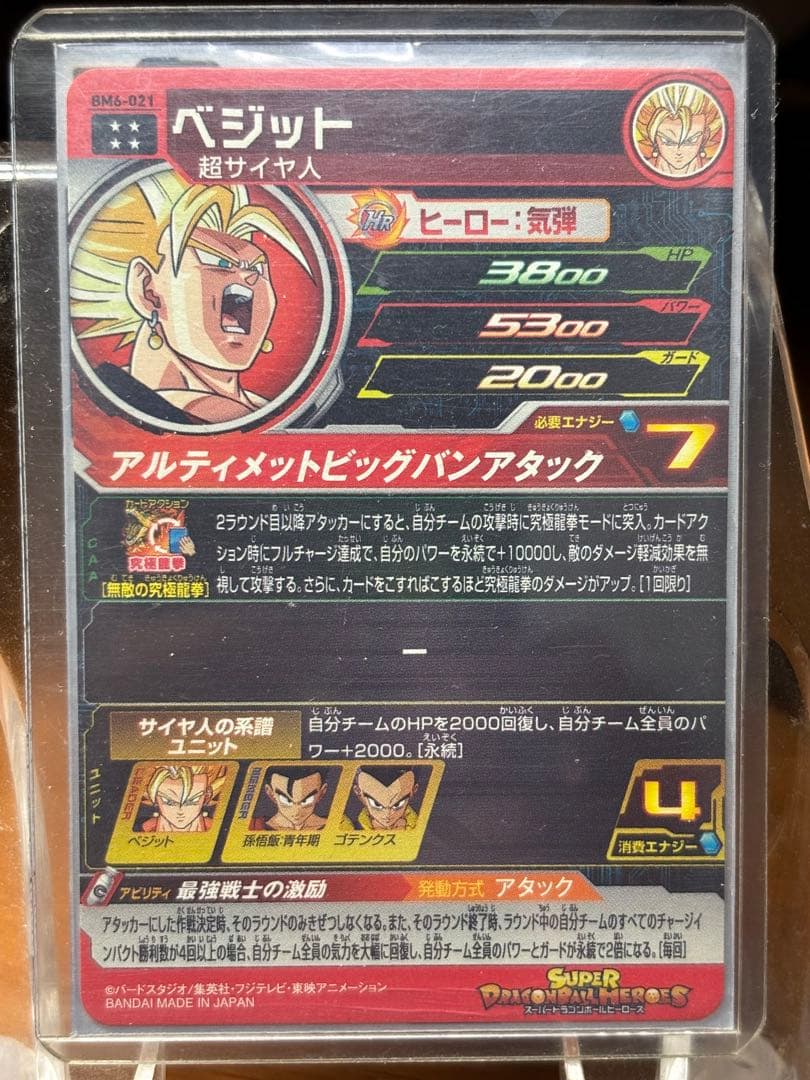 BM6-021
ベジット
超サイヤ人
HR ヒーロー:気弾
HP
3800
パワー
5300
ガード
2000
必要エナジー 7
アルティメットビッグバンアタック
CAA
カードアクション
究極龍拳
[無敵の究極龍拳]
2ラウンド目以降アタッカーにすると、自分チームの攻撃時に究極龍拳モードに突入。カードアク
ション時にフルチャージ達成で、自分のパワーを永続で+10000し、敵のダメージ軽減効果を無
視して攻撃する。さらに、カードをこすればこするほど究極龍拳のダメージがアップ。[1回限り]
ー
ユニット
サイヤ人の系譜
ユニット
自分チームのHPを2000回復し、自分チーム全員のパ
ワー+2000。[永続]
LEADER
ベジット
MEMBER
孫悟飯:青年期
ゴテンクス
4
消費エナジー
アビリティ 最強戦士の激励 発動方式 アタック
アタッカーにした作戦決定時、そのラウンドのみきぜつしなくなる。また、そのラウンド終了時、ラウンド中の自分チームのすべてのチャージイ
ンパクト勝利数が4回以上の場合、自分チーム全員の気力を大幅に回復し、自分チーム全員のパワーとガードが永続で2倍になる。[毎回]
©バードスタジオ/集英社・フジテレビ・東映アニメーション
BANDAI MADE IN JAPAN
SUPER
DRAGONBALL HEROES
スーパードラゴンボールヒーローズ